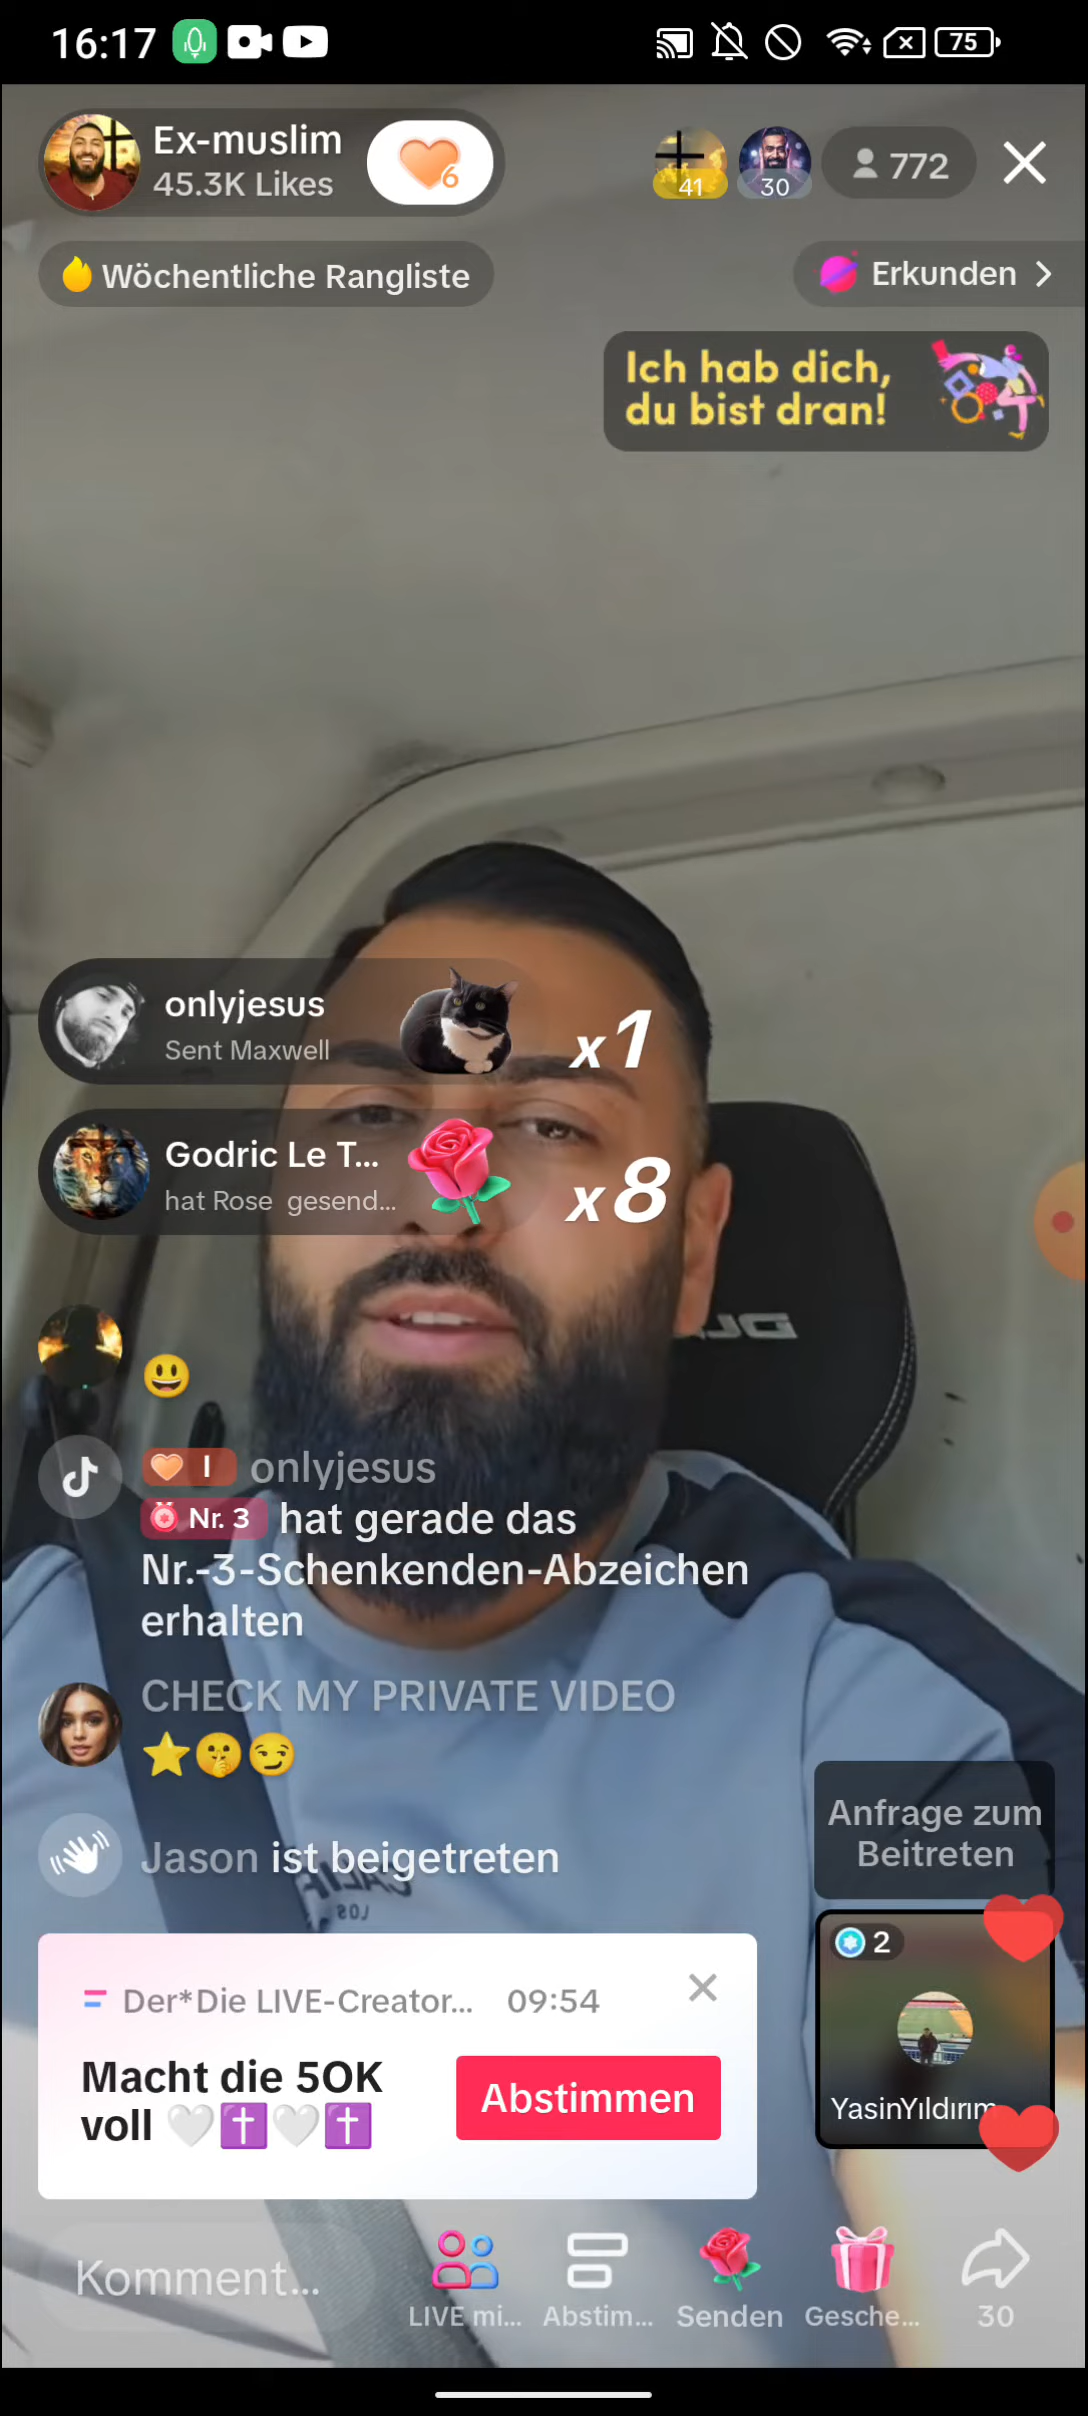 16:17
75
Ex-muslim
45.3K Likes
6
41
30
772
Wöchentliche Rangliste
Erkunden
Ich hab dich,
du bist dran!
onlyjesus
Sent Maxwell
x1
Godric Le T...
hat Rose gesend...
x8
I onlyjesus
Nr. 3 hat gerade das
Nr.-3-Schenkenden-Abzeichen
erhalten
CHECK MY PRIVATE VIDEO
⭐🤫😏
Jason ist beigetreten
Anfrage zum
Beitreten
2
YasinYıldırım
Der*Die LIVE-Creator... 09:54
Macht die 5OK
voll 🤍✝️🤍✝️
Abstimmen
Komment...
LIVE mi...
Abstim...
Senden
Gesche...
30